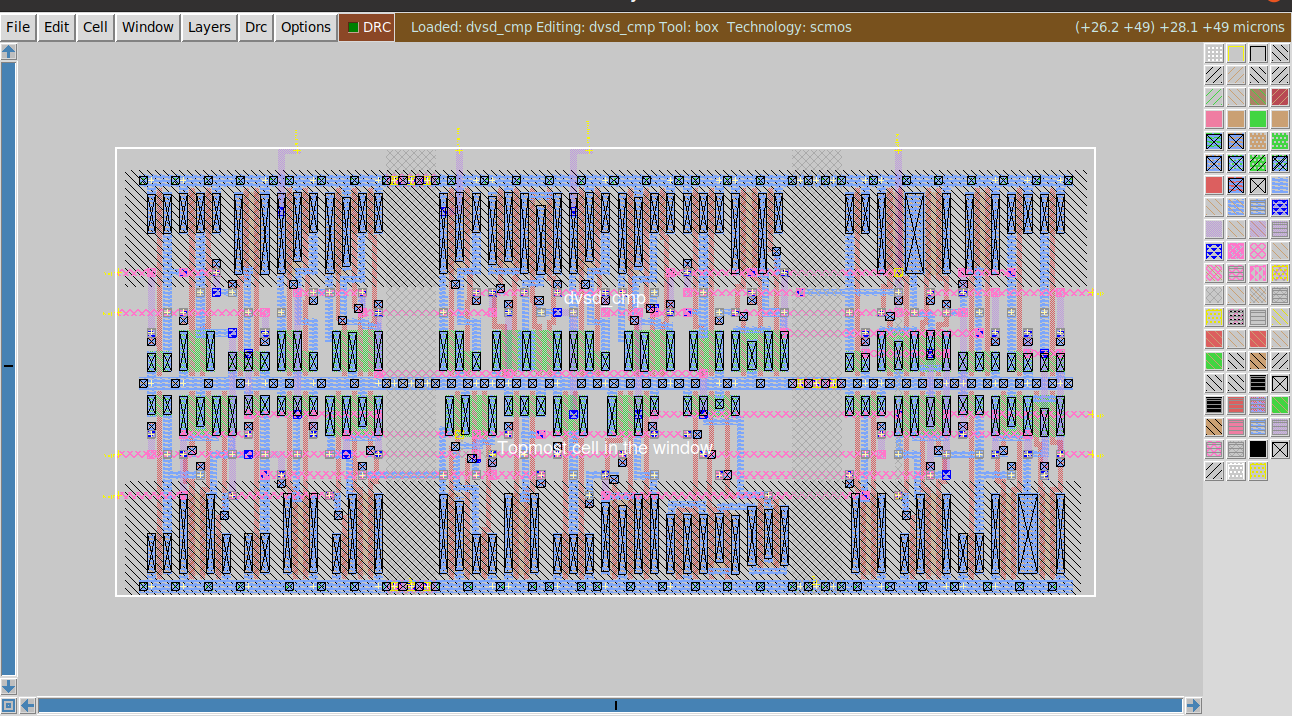 File Edit Cell Window Layers Drc Options DRC Loaded: dvsd_cmp Editing: dvsd_cmp Tool: box Technology: scmos (+26.2 +49) +28.1 +49 microns
dvsd_cmp
Topmost cell in the window